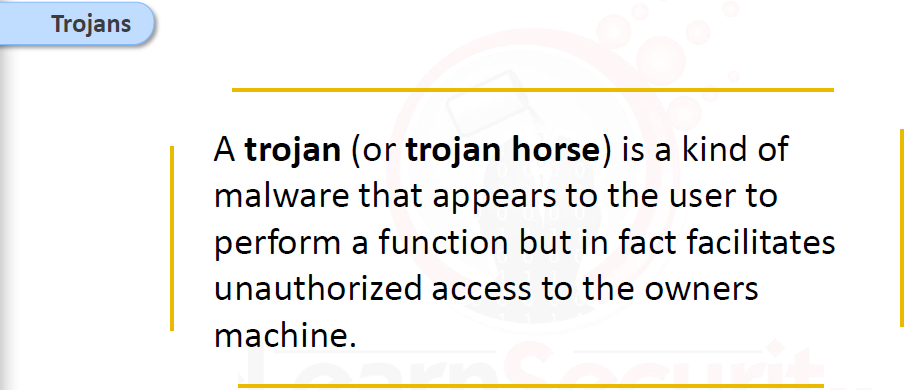 Trojans
A trojan (or trojan horse) is a kind of
malware that appears to the user to
perform a function but in fact facilitates
unauthorized access to the owners
machine.